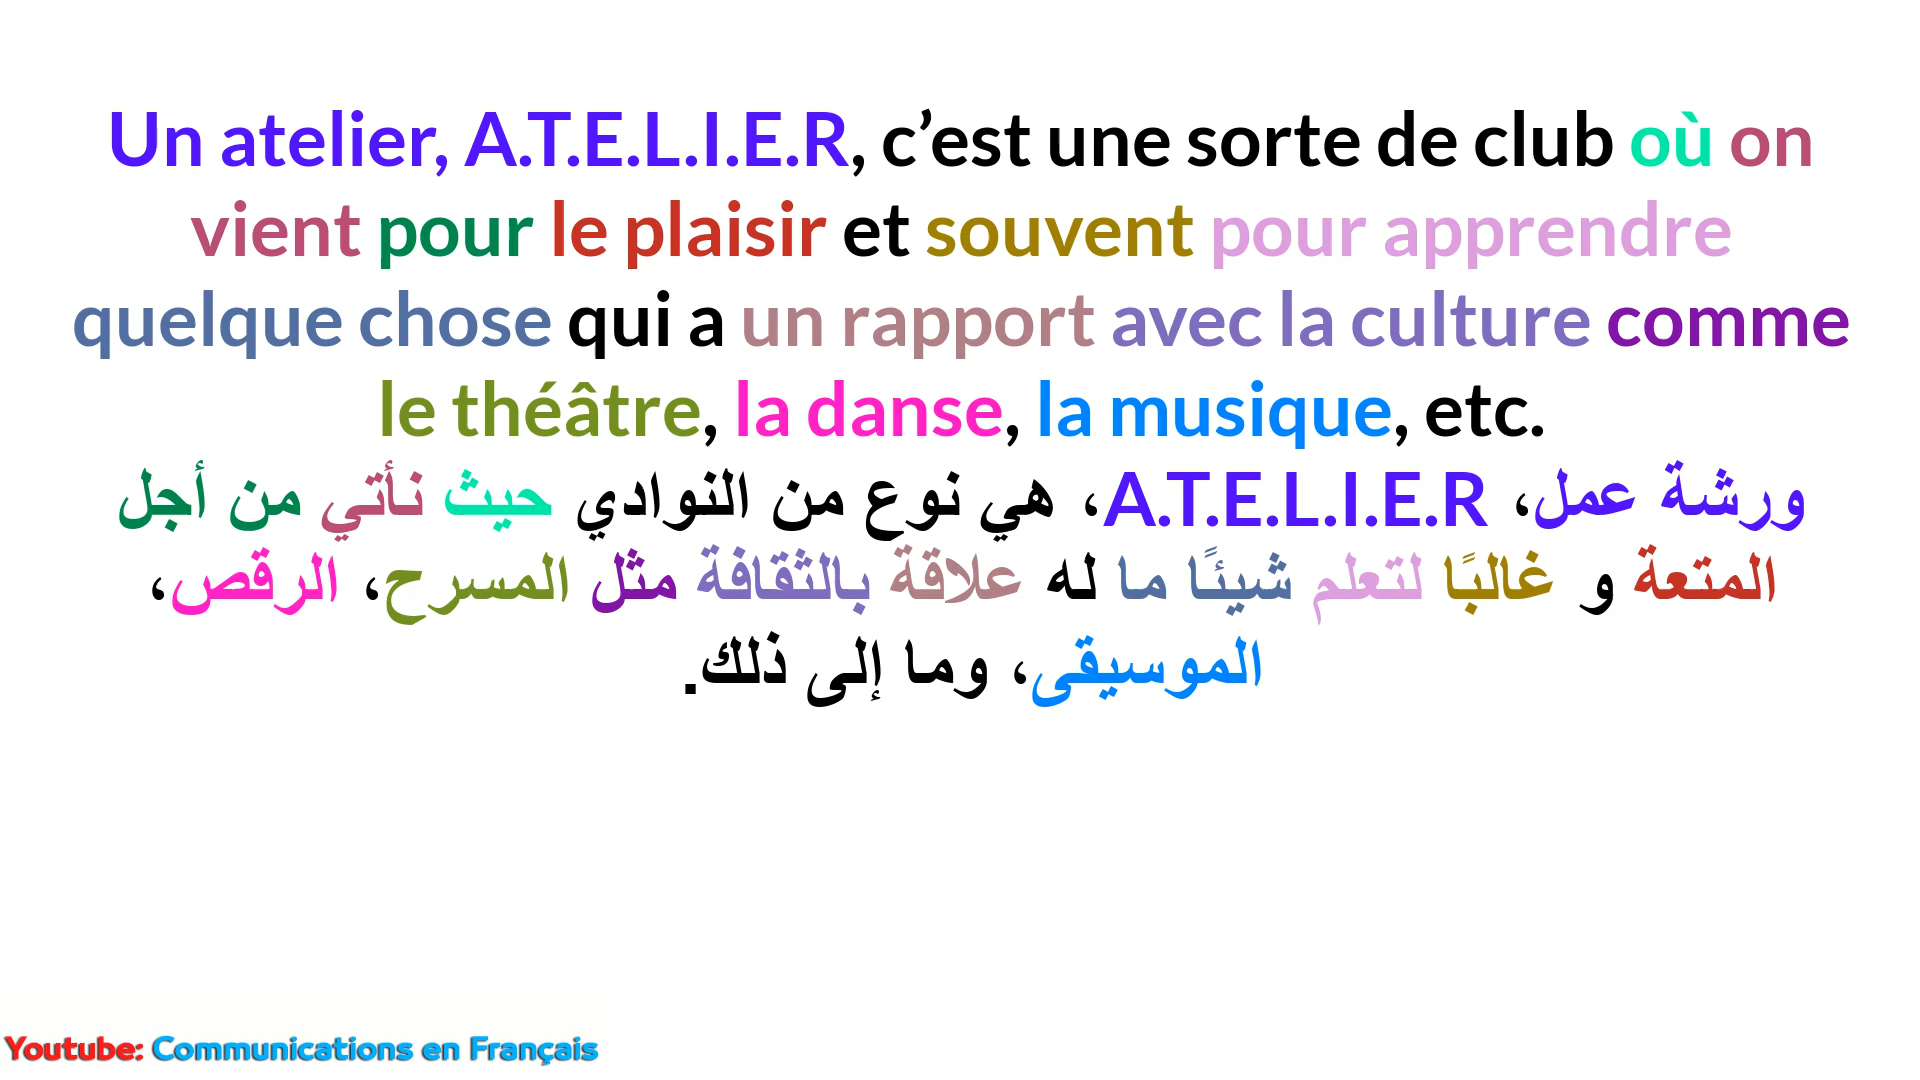 Un atelier, A.T.E.L.I.E.R, c’est une sorte de club où on
vient pour le plaisir et souvent pour apprendre
quelque chose qui a un rapport avec la culture comme
le théâtre, la danse, la musique, etc.
ورشة عمل، A.T.E.L.I.E.R، هي نوع من النوادي حيث نأتي من أجل
المتعة و غالبًا لتعلم شيئًا ما له علاقة بالثقافة مثل المسرح، الرقص،
الموسيقى، وما إلى ذلك.
Youtube: Communications en Français